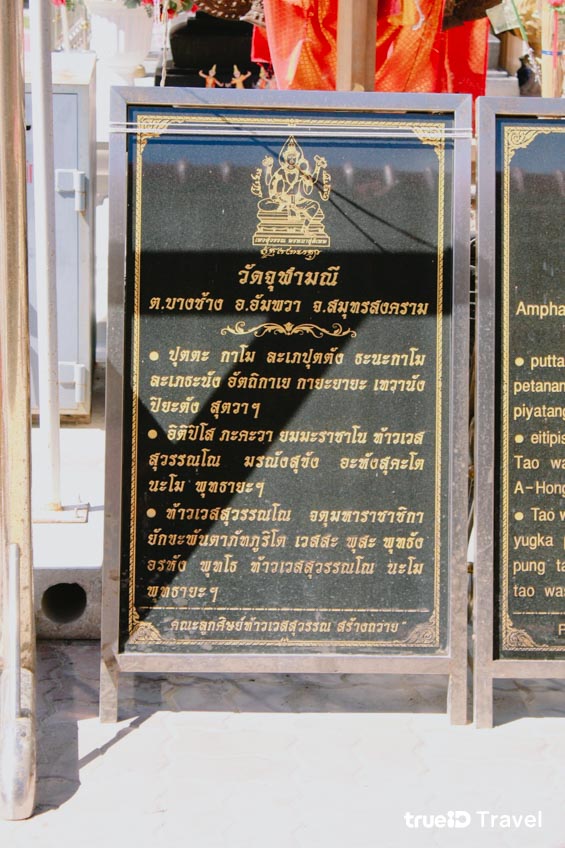 วัดจุฬามณี
ต.บางช้าง อ.อัมพวา จ.สมุทรสงคราม
● ปุตตะ กาโม ละเภปุตตัง ธะนะกาโม
ละเภธะนัง อัตถิกาเย กายะยายะ เทวานัง
ปิยะตัง สุตวาฯ
● อิติปิโส ภะคะวา ยมมะราชาโน ท้าวเวส
สุวรรณโณ มรณังสุขัง อะหังสุคะโต
นะโม พุทธายะฯ
● ท้าวเวสสุวรรณโณ จตุมหาราชาชิกา
ยักขะพันตาภัทภูริโต เวสสะ พุสะ พุทธัง
อรหัง พุทโธ ท้าวเวสสุวรรณโณ นะโม
พุทธายะฯ
"คณะลูกศิษย์ท้าวเวสสุวรรณ สร้างถวาย"
Ampha
● putta
petanan
piyatang
● eitipis
Tao wa
A-Hong
● Tao w
yugka
pung ta
tao was
trueID Travel